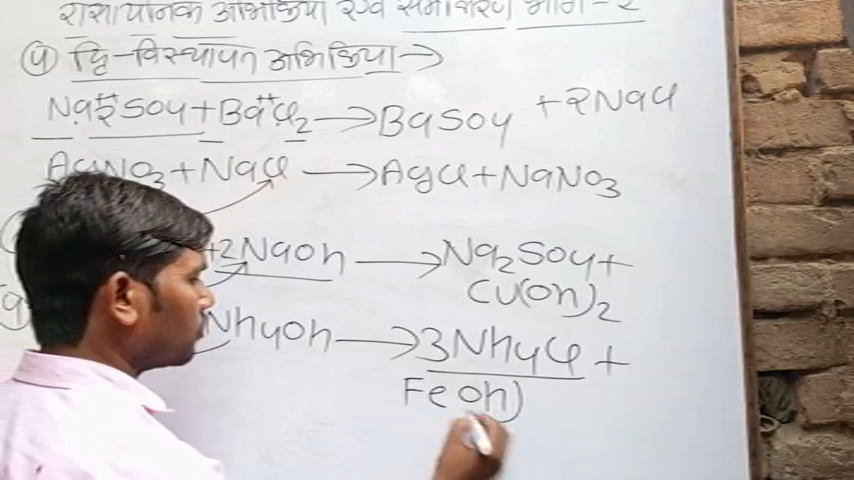 रासायनिक अभिक्रिया एवं समीकरण भाग-2
(4) द्वि-विस्थापन अभिक्रिया →
Na2SO4 + BaCl2 → BaSO4 + 2NaCl
AgNO3 + NaCl → AgCl + NaNO3
+ 2NaOh → Na2SO4 +
Cu(Oh)2
Nh4Oh → 3Nh4Cl +
Fe(Oh)